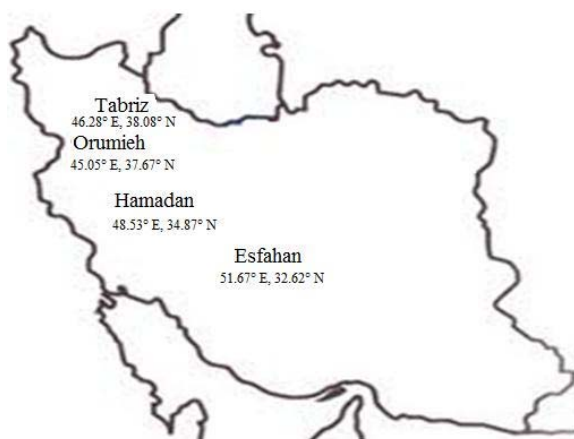 Tabriz
46.28° E, 38.08° N
Orumieh
45.05° E, 37.67° N
Hamadan
48.53° E, 34.87° N
Esfahan
51.67° E, 32.62° N